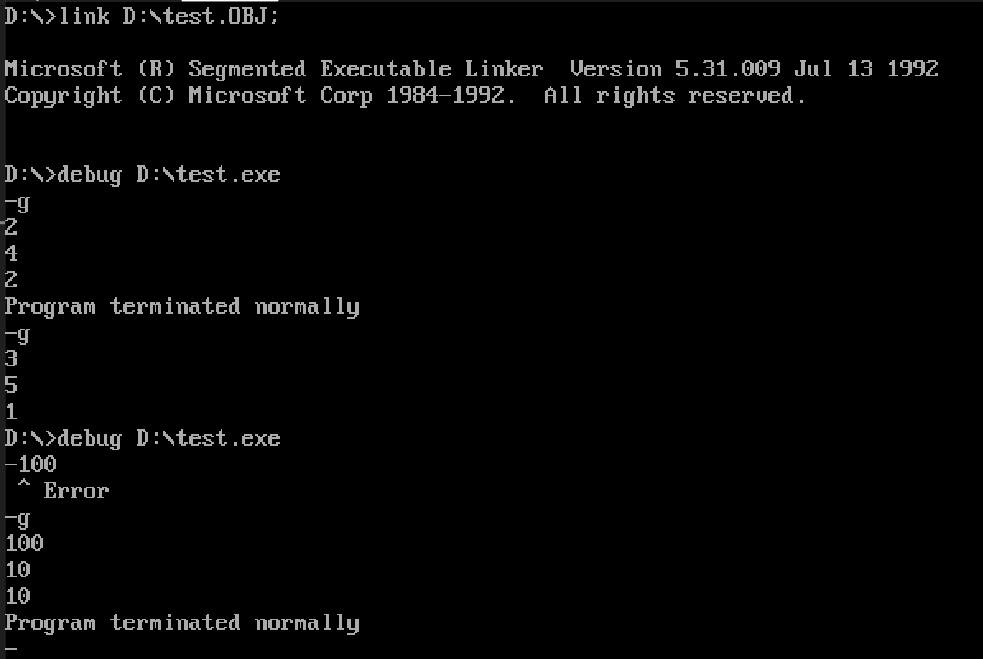 D:\>link D:\test.OBJ;
Microsoft (R) Segmented Executable Linker  Version 5.31.009 Jul 13 1992
Copyright (C) Microsoft Corp 1984-1992.  All rights reserved.
D:\>debug D:\test.exe
-g
2
4
2
Program terminated normally
-g
3
5
1
D:\>debug D:\test.exe
-100
 ^ Error
-g
100
10
10
Program terminated normally
-